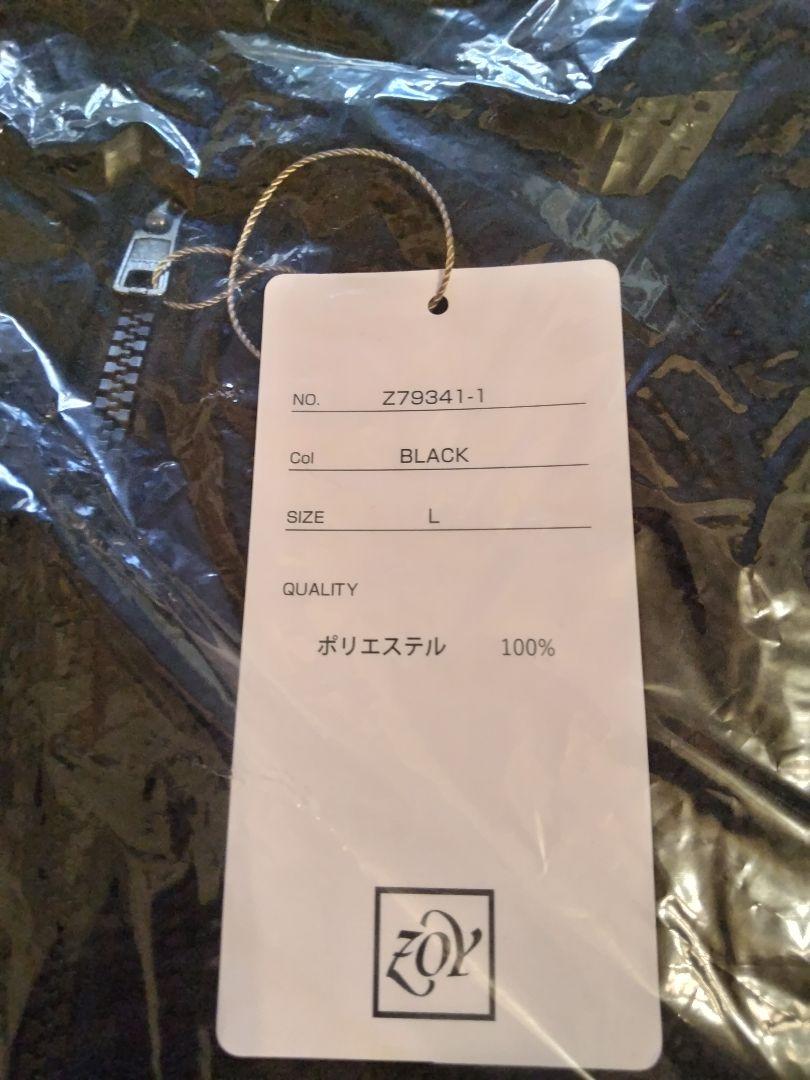 NO. Z79341-1
Col BLACK
SIZE L
QUALITY
ポリエステル 100%
ZOY